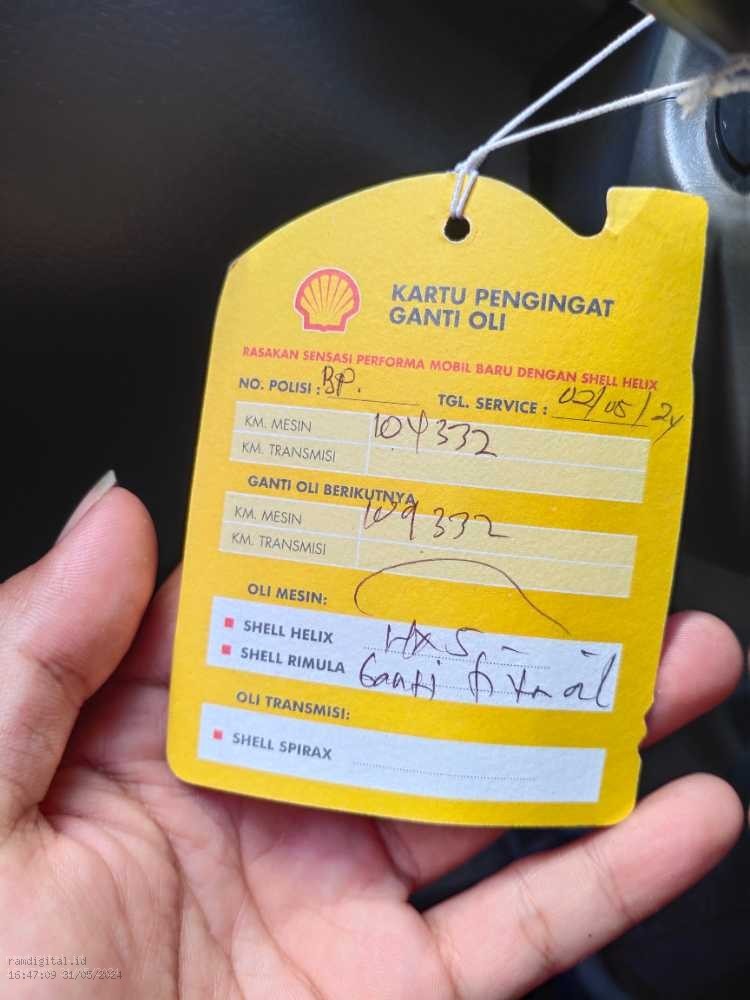 KARTU PENGINGAT
GANTI OLI
RASAKAN SENSASI PERFORMA MOBIL BARU DENGAN SHELL HELIX
NO. POLISI : BP. TGL. SERVICE : 02/05/24
KM. MESIN 104332
KM. TRANSMISI
GANTI OLI BERIKUTNYA
KM. MESIN 109332
KM. TRANSMISI
OLI MESIN:
SHELL HELIX HX5 -
SHELL RIMULA Ganti filter oil
OLI TRANSMISI:
SHELL SPIRAX
ramdigital.id
16:47:09 31/05/2024